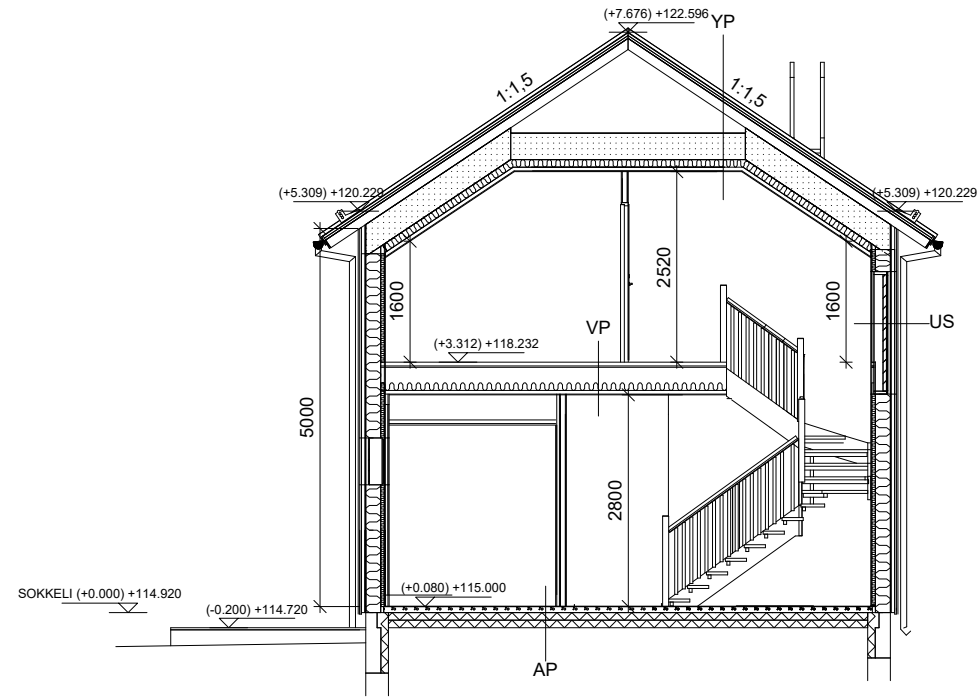 (+7.676) +122.596
YP
1:1,5
1:1,5
(+5.309) +120.229
(+5.309) +120.229
2520
1600
1600
US
VP
(+3.312) +118.232
5000
2800
(+0.080) +115.000
SOKKELI (+0.000) +114.920
(-0.200) +114.720
AP